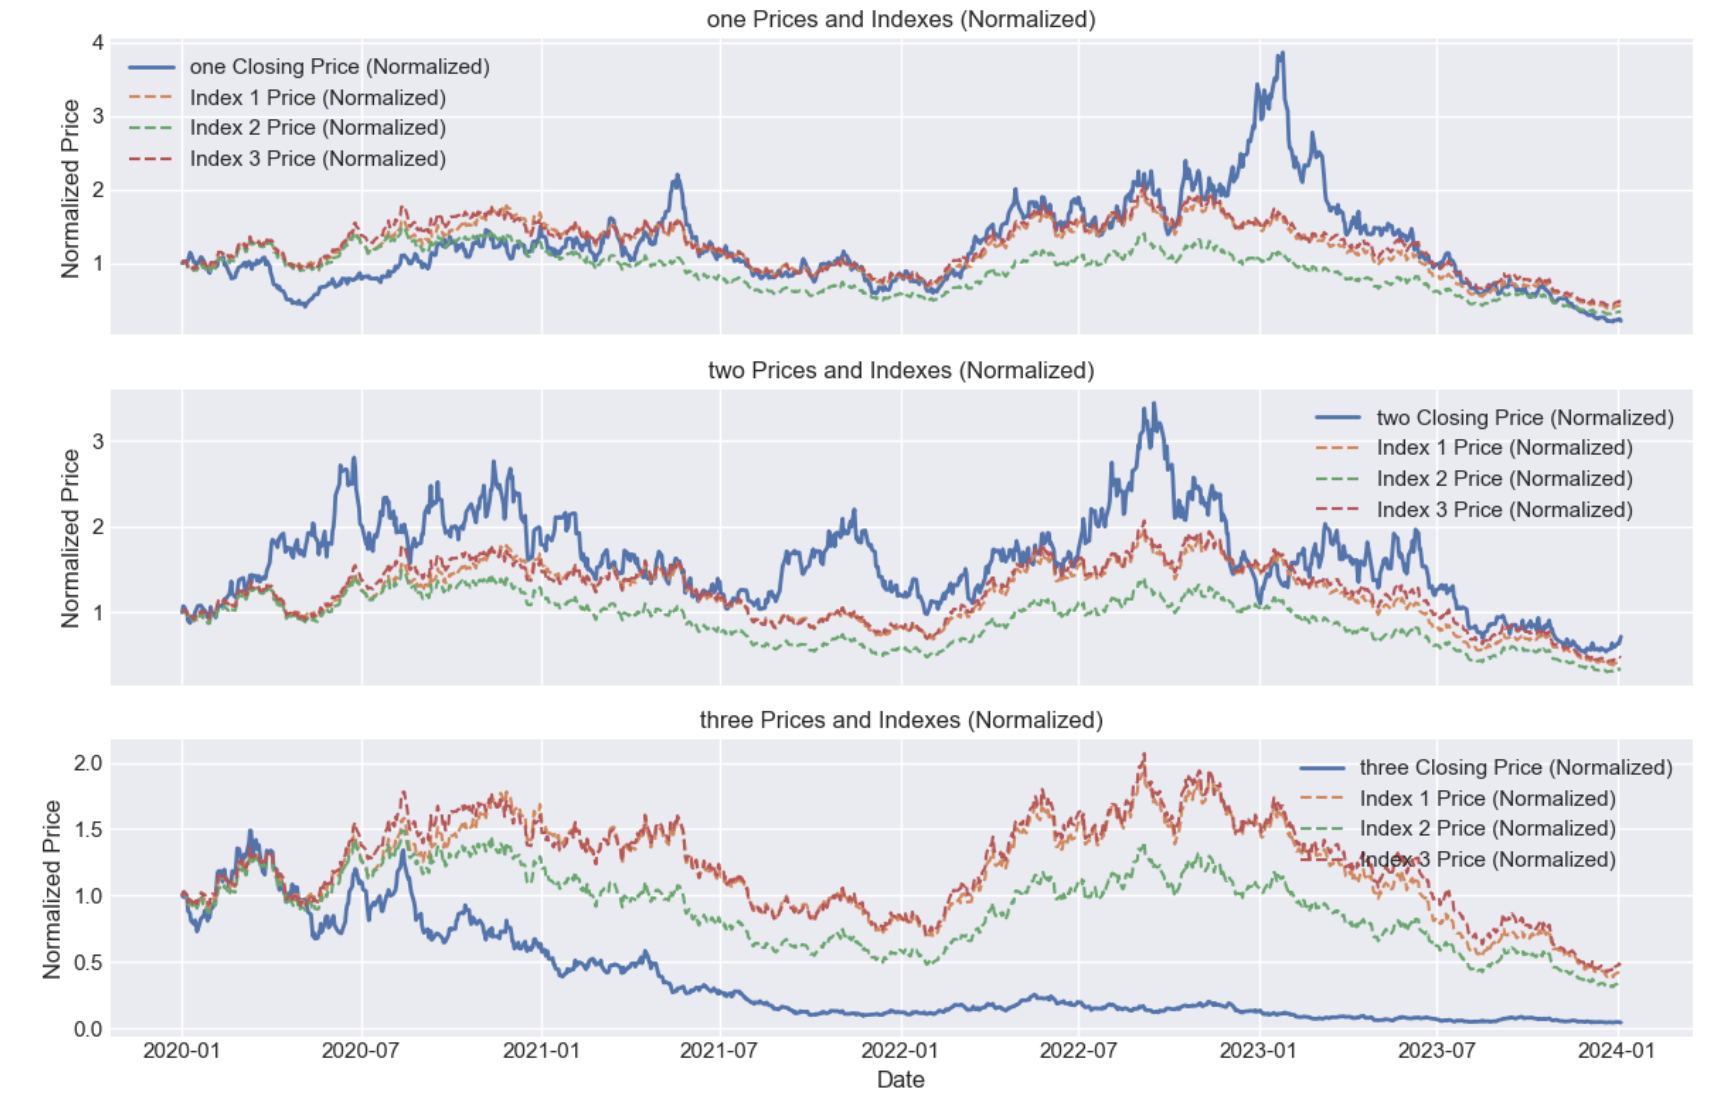 one Prices and Indexes (Normalized)
Normalized Price
4
3
2
1
one Closing Price (Normalized)
Index 1 Price (Normalized)
Index 2 Price (Normalized)
Index 3 Price (Normalized)
two Prices and Indexes (Normalized)
Normalized Price
3
2
1
two Closing Price (Normalized)
Index 1 Price (Normalized)
Index 2 Price (Normalized)
Index 3 Price (Normalized)
three Prices and Indexes (Normalized)
Normalized Price
2.0
1.5
1.0
0.5
0.0
three Closing Price (Normalized)
Index 1 Price (Normalized)
Index 2 Price (Normalized)
Index 3 Price (Normalized)
2020-01 2020-07 2021-01 2021-07 2022-01 2022-07 2023-01 2023-07 2024-01
Date